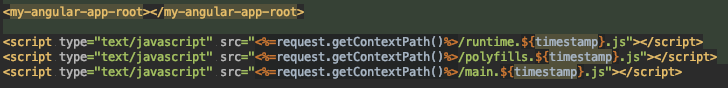 <my-angular-app-root></my-angular-app-root>
<script type="text/javascript" src="<%=request.getContextPath()%>/runtime.${timestamp}.js"></script>
<script type="text/javascript" src="<%=request.getContextPath()%>/polyfills.${timestamp}.js"></script>
<script type="text/javascript" src="<%=request.getContextPath()%>/main.${timestamp}.js"></script>